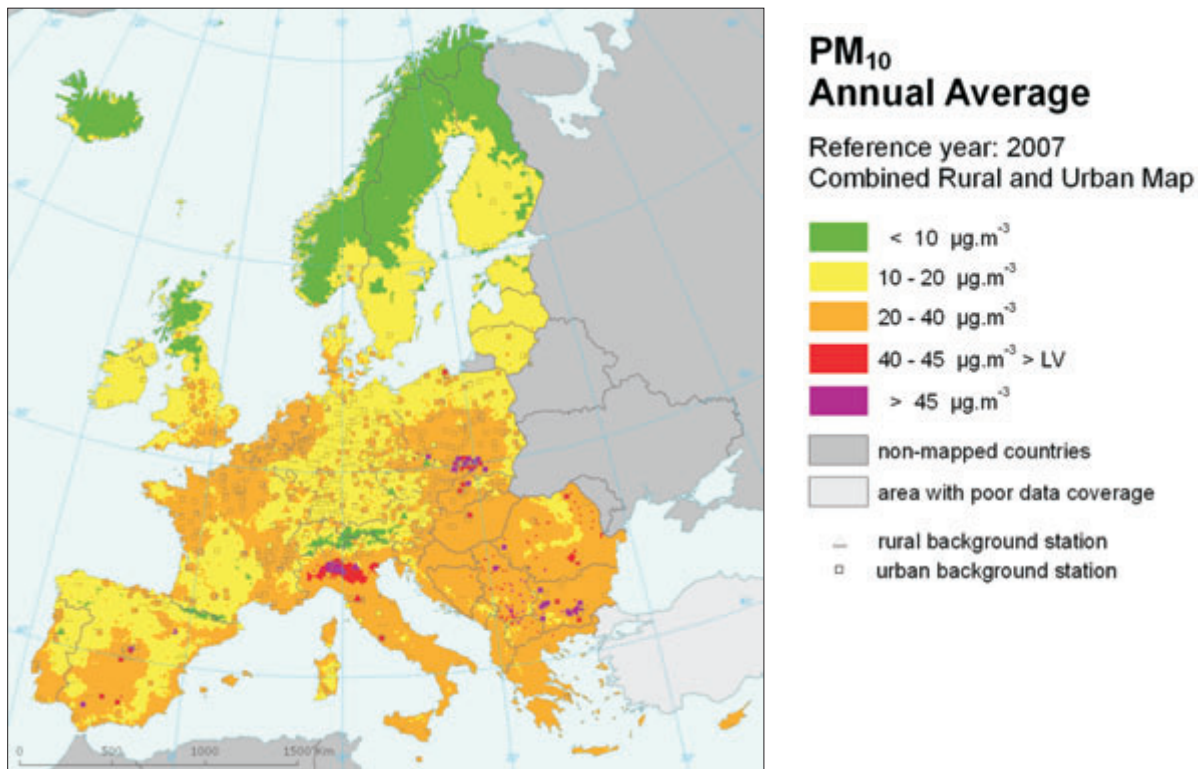 PM₁₀
Annual Average
Reference year: 2007
Combined Rural and Urban Map
< 10 µg.m⁻³
10 - 20 µg.m⁻³
20 - 40 µg.m⁻³
40 - 45 µg.m⁻³ > LV
> 45 µg.m⁻³
non-mapped countries
area with poor data coverage
rural background station
urban background station
0 500 1000 1500 Km